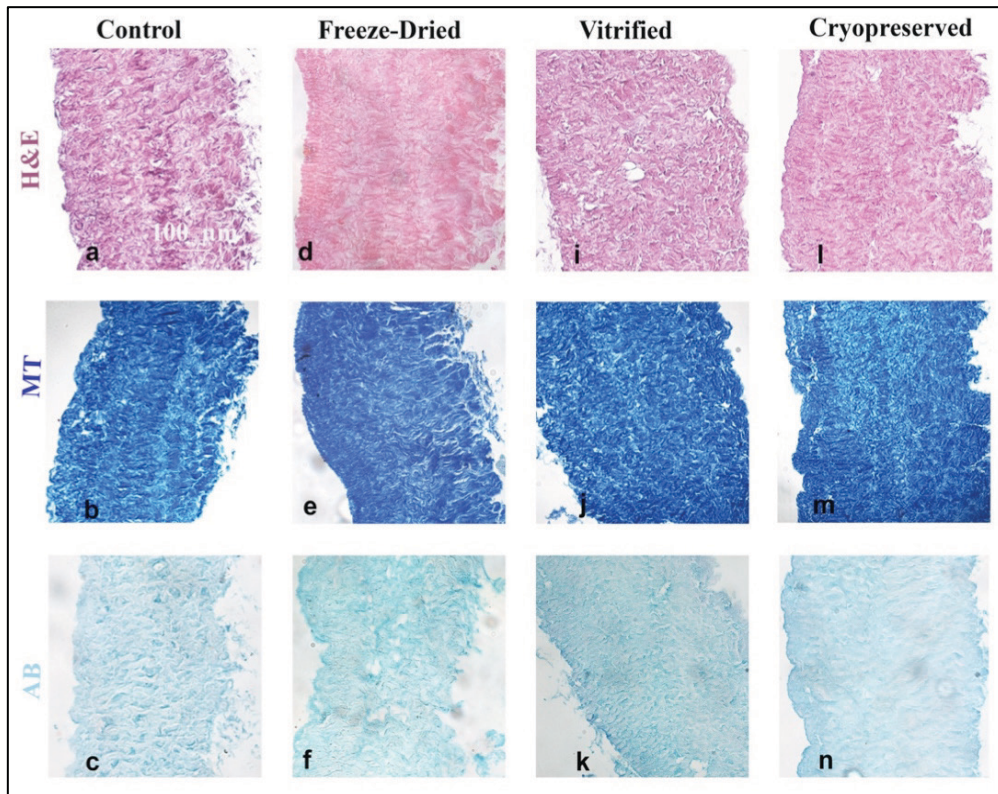 Control Freeze-Dried Vitrified Cryopreserved
H&E
100 µm
a d i l
MT
b e j m
AB
c f k n